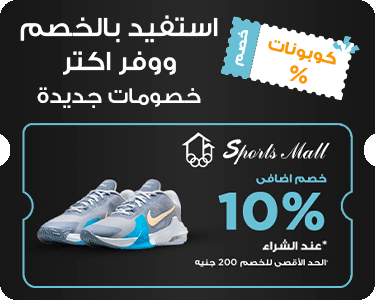 استفيد بالخصم
ووفر اكتر
خصومات جديدة
خصم
كوبونات
%
Sports Mall
خصم اضافى
10%
*عند الشراء
*الحد الأقصى للخصم 200 جنيه